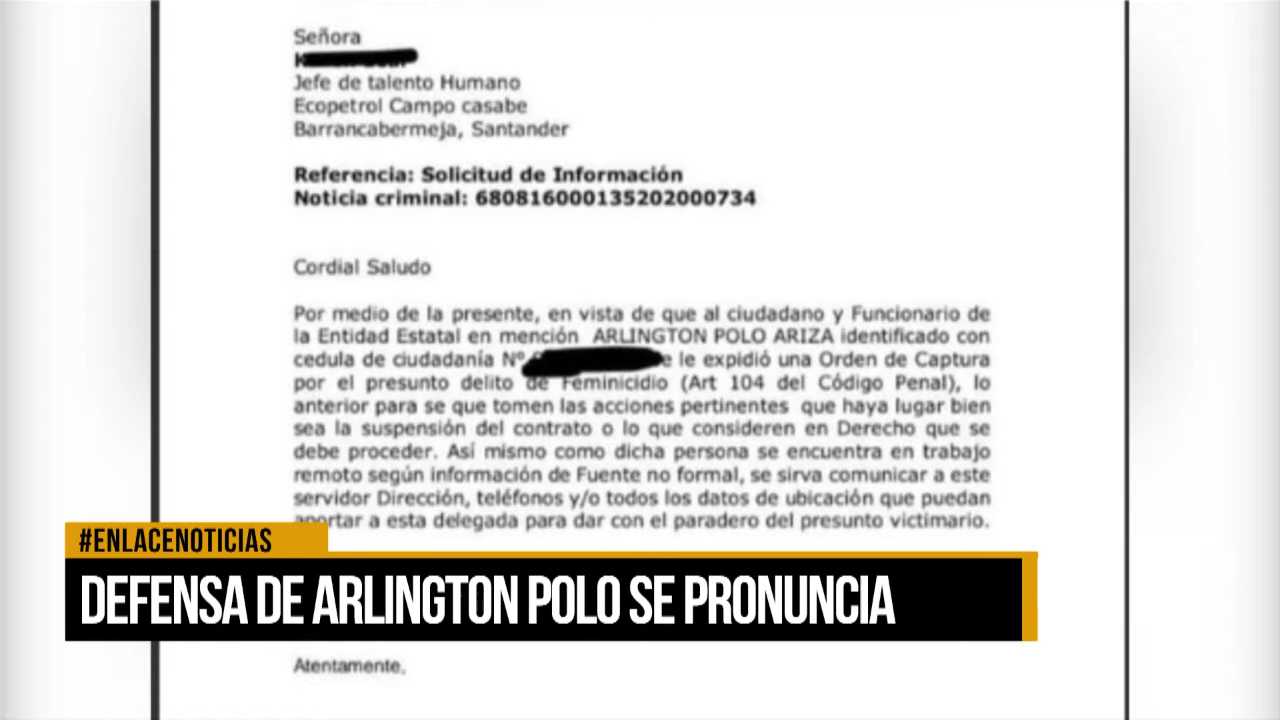 Señora
Jefe de talento Humano
Ecopetrol Campo casabe
Barrancabermeja, Santander
Referencia: Solicitud de Información
Noticia criminal: 680816000135202000734
Cordial Saludo
Por medio de la presente, en vista de que al ciudadano y Funcionario de
la Entidad Estatal en mención ARLINGTON POLO ARIZA identificado con
cedula de ciudadanía Nº e le expidió una Orden de Captura
por el presunto delito de Feminicidio (Art 104 del Código Penal), lo
anterior para se que tomen las acciones pertinentes que haya lugar bien
sea la suspensión del contrato o lo que consideren en Derecho que se
debe proceder. Así mismo como dicha persona se encuentra en trabajo
remoto según información de Fuente no formal, se sirva comunicar a este
servidor Dirección, teléfonos y/o todos los datos de ubicación que puedan
aportar a esta delegada para dar con el paradero del presunto victimario.
#ENLACENOTICIAS
DEFENSA DE ARLINGTON POLO SE PRONUNCIA
Atentamente,